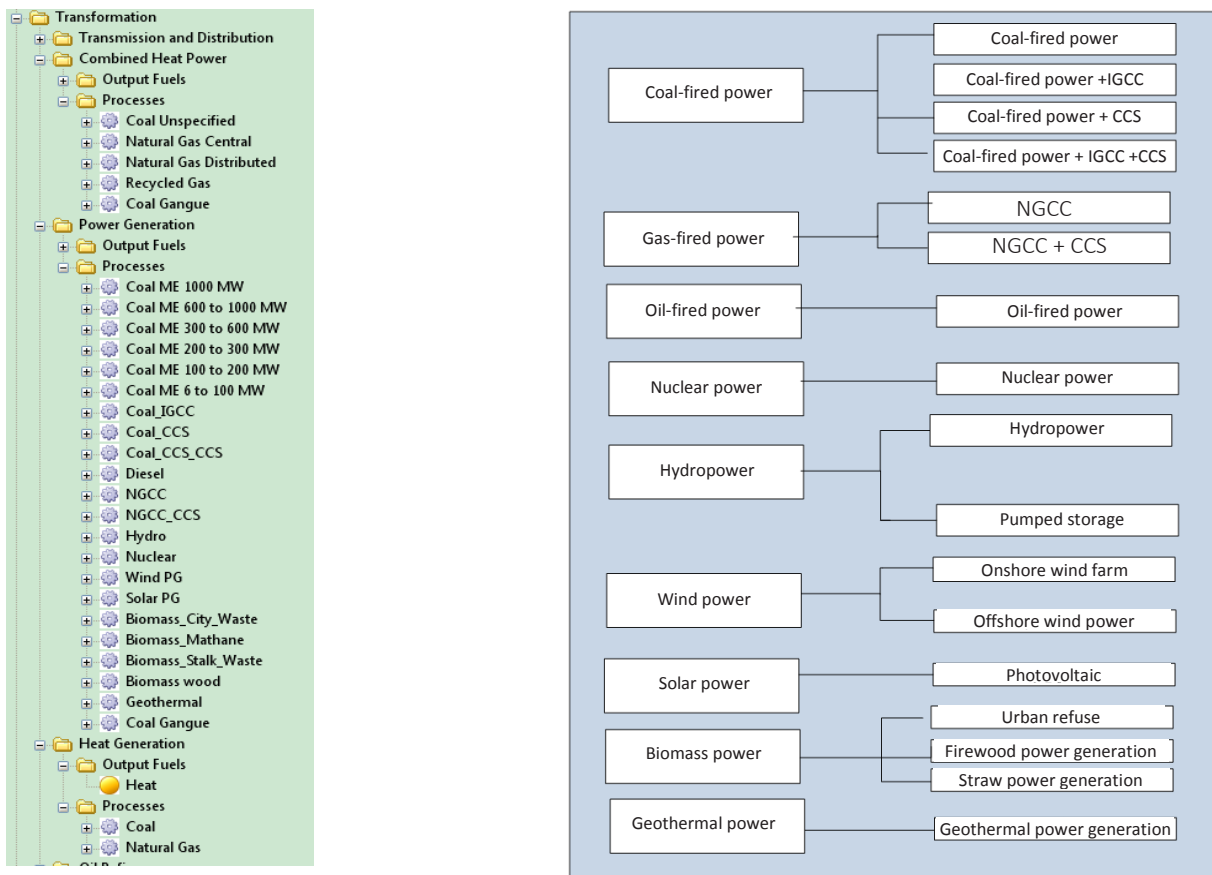 Transformation
Transmission and Distribution
Combined Heat Power
Output Fuels
Processes
Coal Unspecified
Natural Gas Central
Natural Gas Distributed
Recycled Gas
Coal Gangue
Power Generation
Output Fuels
Processes
Coal ME 1000 MW
Coal ME 600 to 1000 MW
Coal ME 300 to 600 MW
Coal ME 200 to 300 MW
Coal ME 100 to 200 MW
Coal ME 6 to 100 MW
Coal_IGCC
Coal_CCS
Coal_CCS_CCS
Diesel
NGCC
NGCC_CCS
Hydro
Nuclear
Wind PG
Solar PG
Biomass_City_Waste
Biomass_Mathane
Biomass_Stalk_Waste
Biomass wood
Geothermal
Coal Gangue
Heat Generation
Output Fuels
Heat
Processes
Coal
Natural Gas
Coal-fired power
Coal-fired power
Coal-fired power +IGCC
Coal-fired power + CCS
Coal-fired power + IGCC +CCS
Gas-fired power
NGCC
NGCC + CCS
Oil-fired power
Oil-fired power
Nuclear power
Nuclear power
Hydropower
Hydropower
Pumped storage
Wind power
Onshore wind farm
Offshore wind power
Solar power
Photovoltaic
Biomass power
Urban refuse
Firewood power generation
Straw power generation
Geothermal power
Geothermal power generation